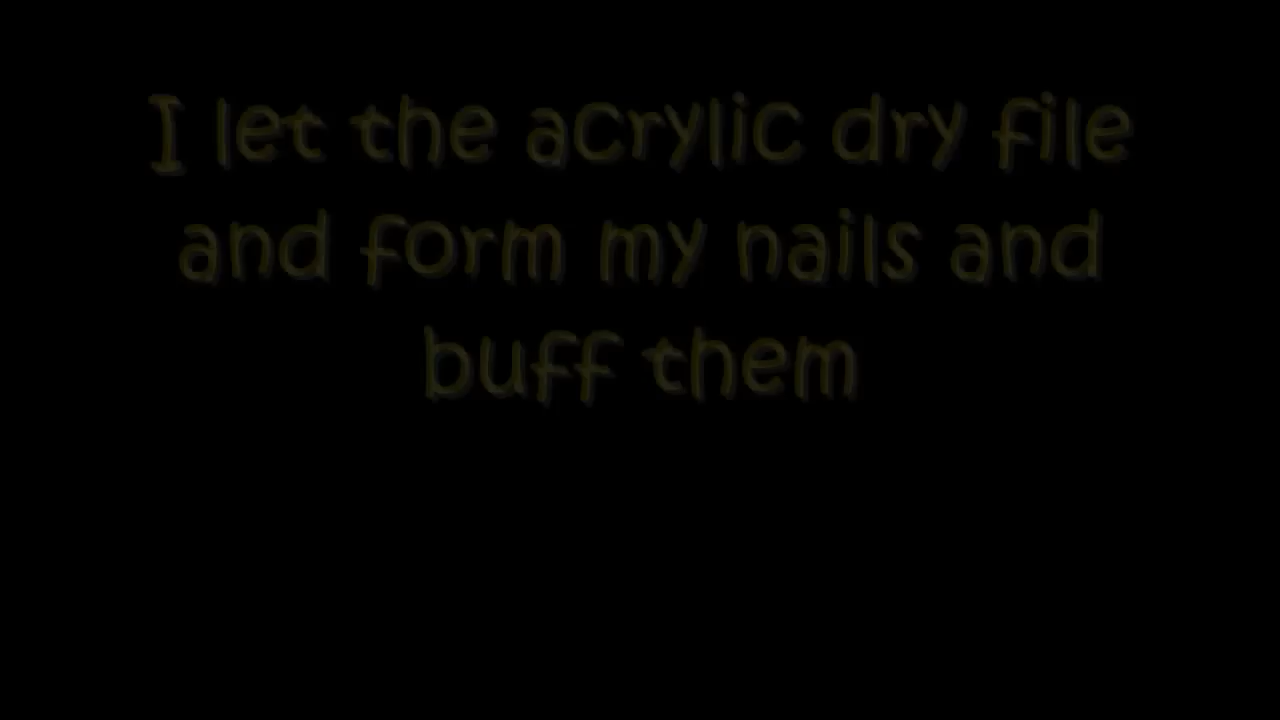 I let the acrylic dry file
and form my nails and
buff them